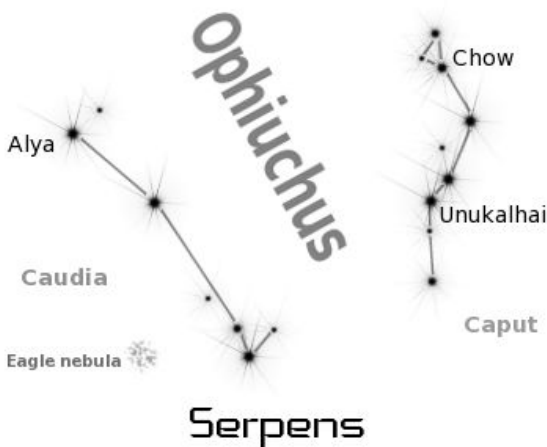 Ophiuchus
Chow
Alya
Unukalhai
Caudia
Caput
Eagle nebula
Serpens